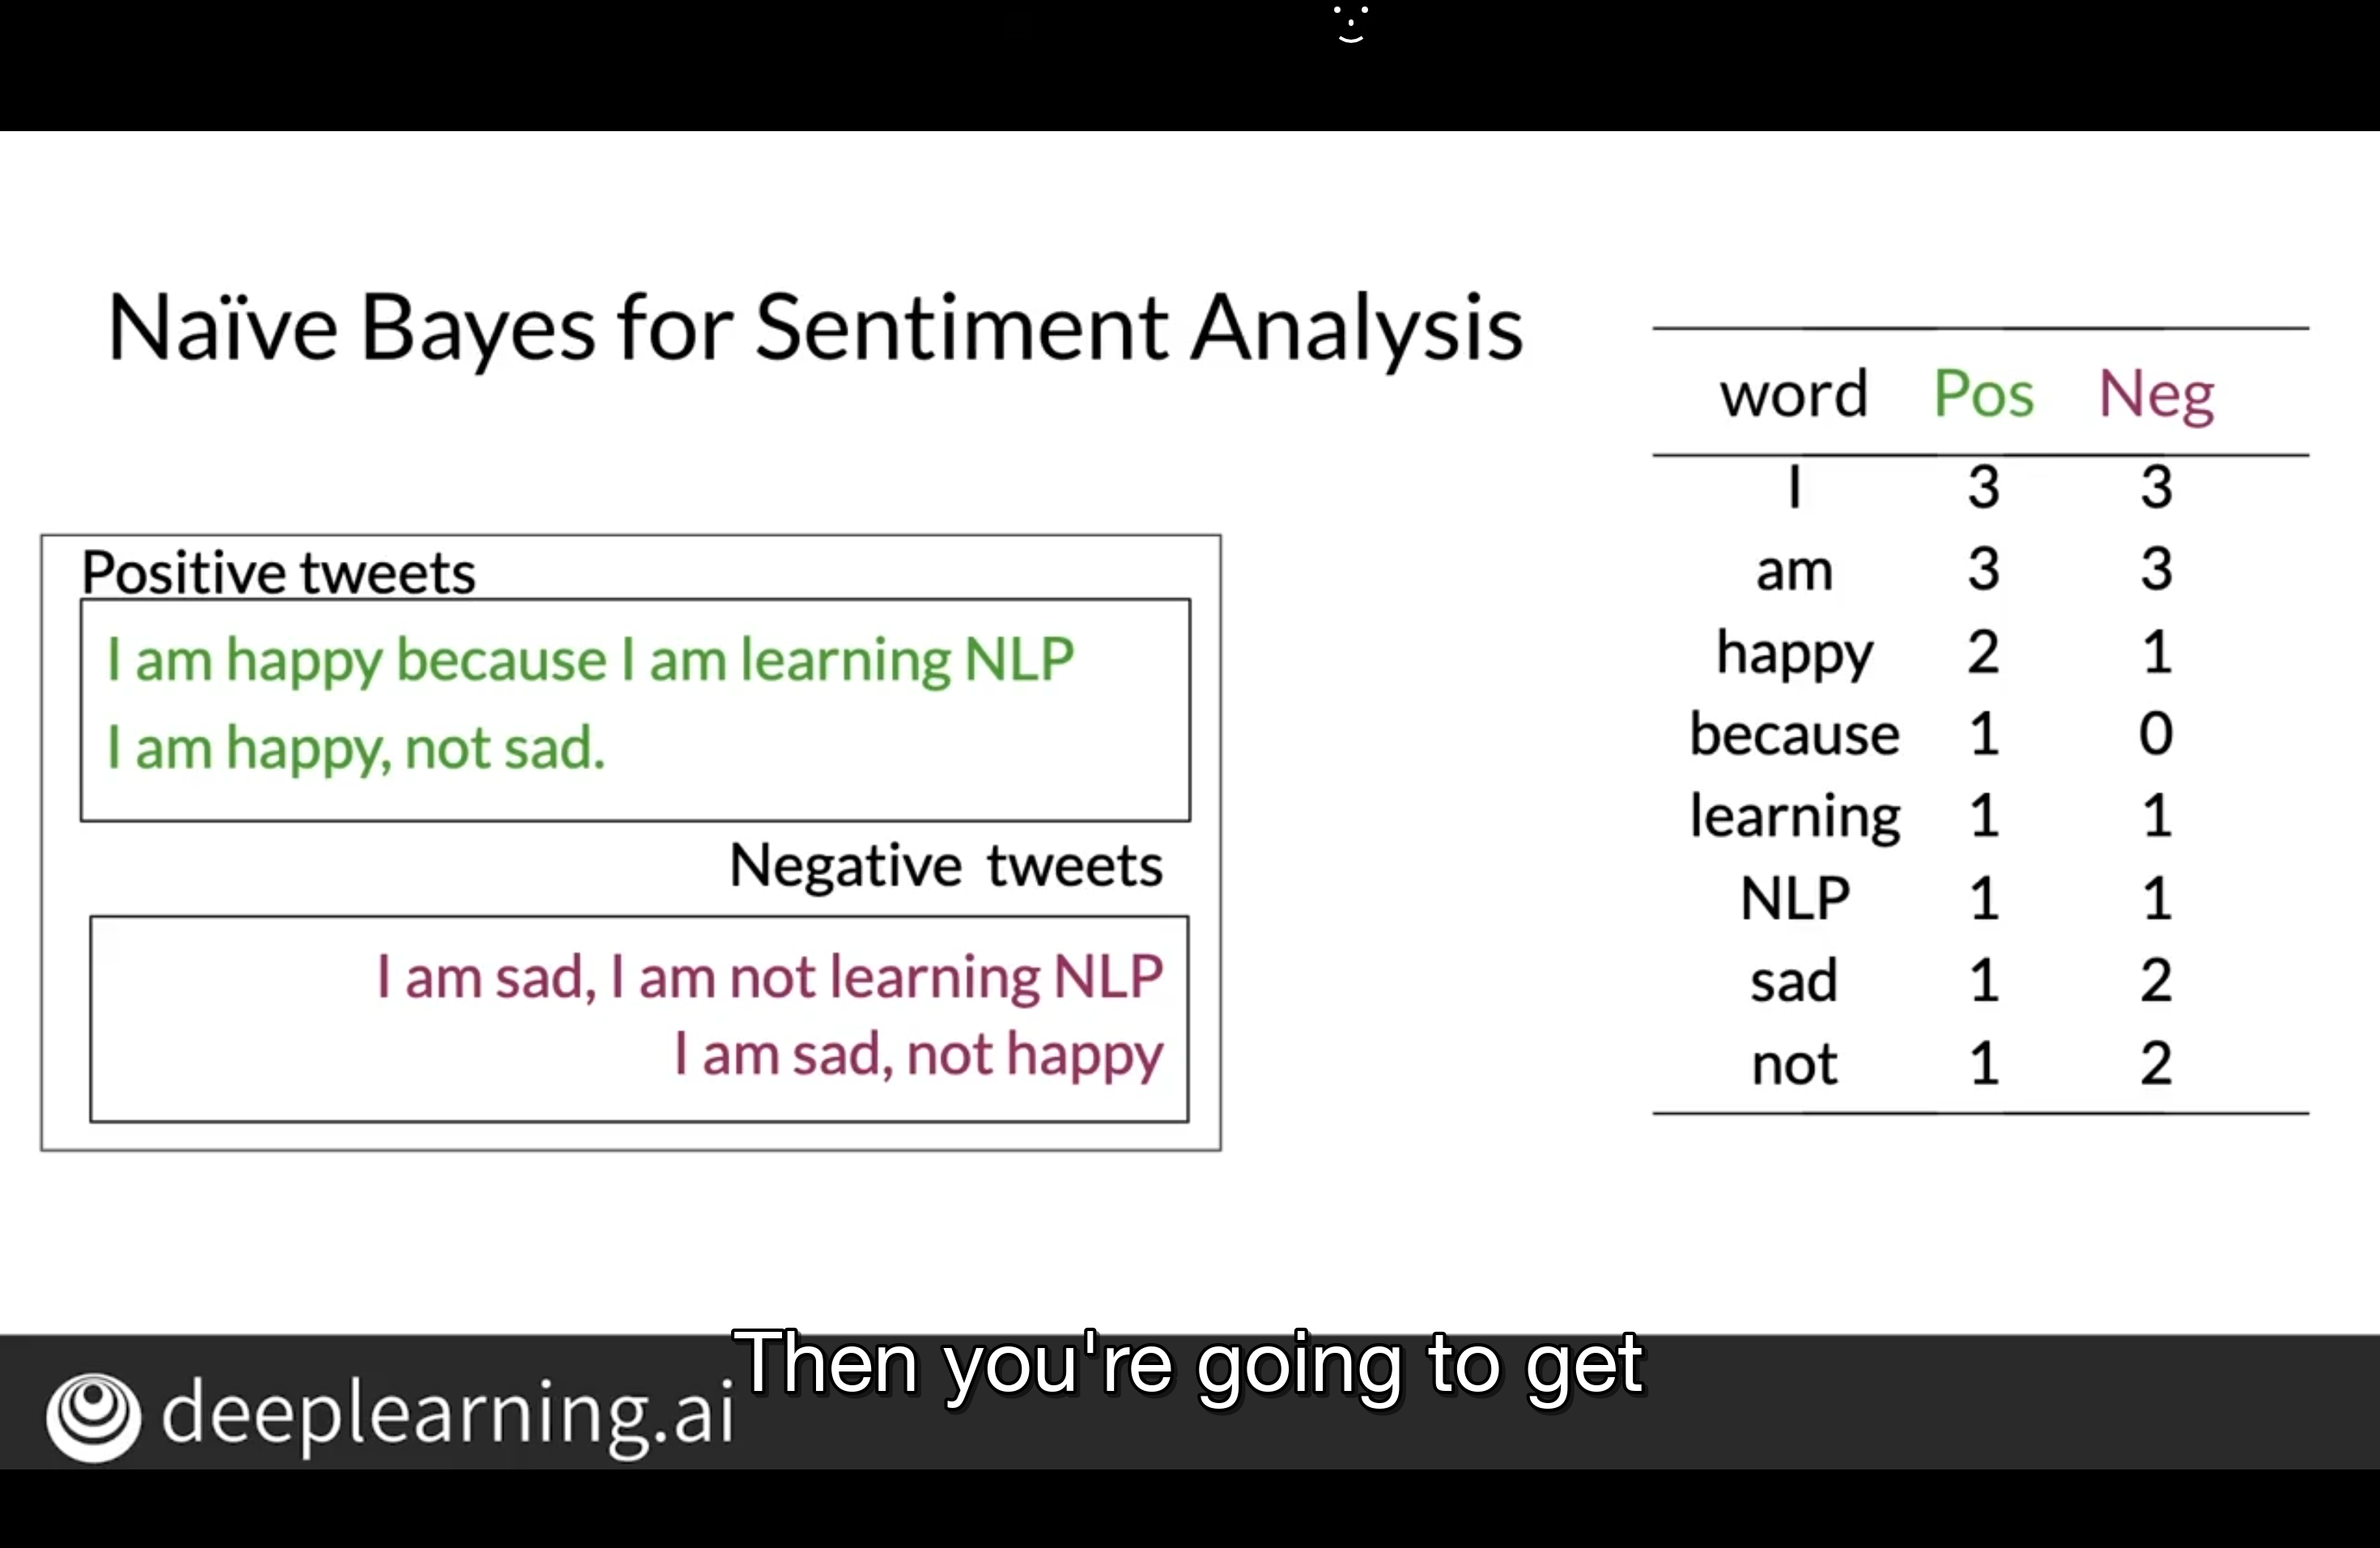 Naïve Bayes for Sentiment Analysis
Positive tweets
I am happy because I am learning NLP
I am happy, not sad.
Negative tweets
I am sad, I am not learning NLP
I am sad, not happy
word Pos Neg
I 3 3
am 3 3
happy 2 1
because 1 0
learning 1 1
NLP 1 1
sad 1 2
not 1 2
Then you're going to get
deeplearning.ai